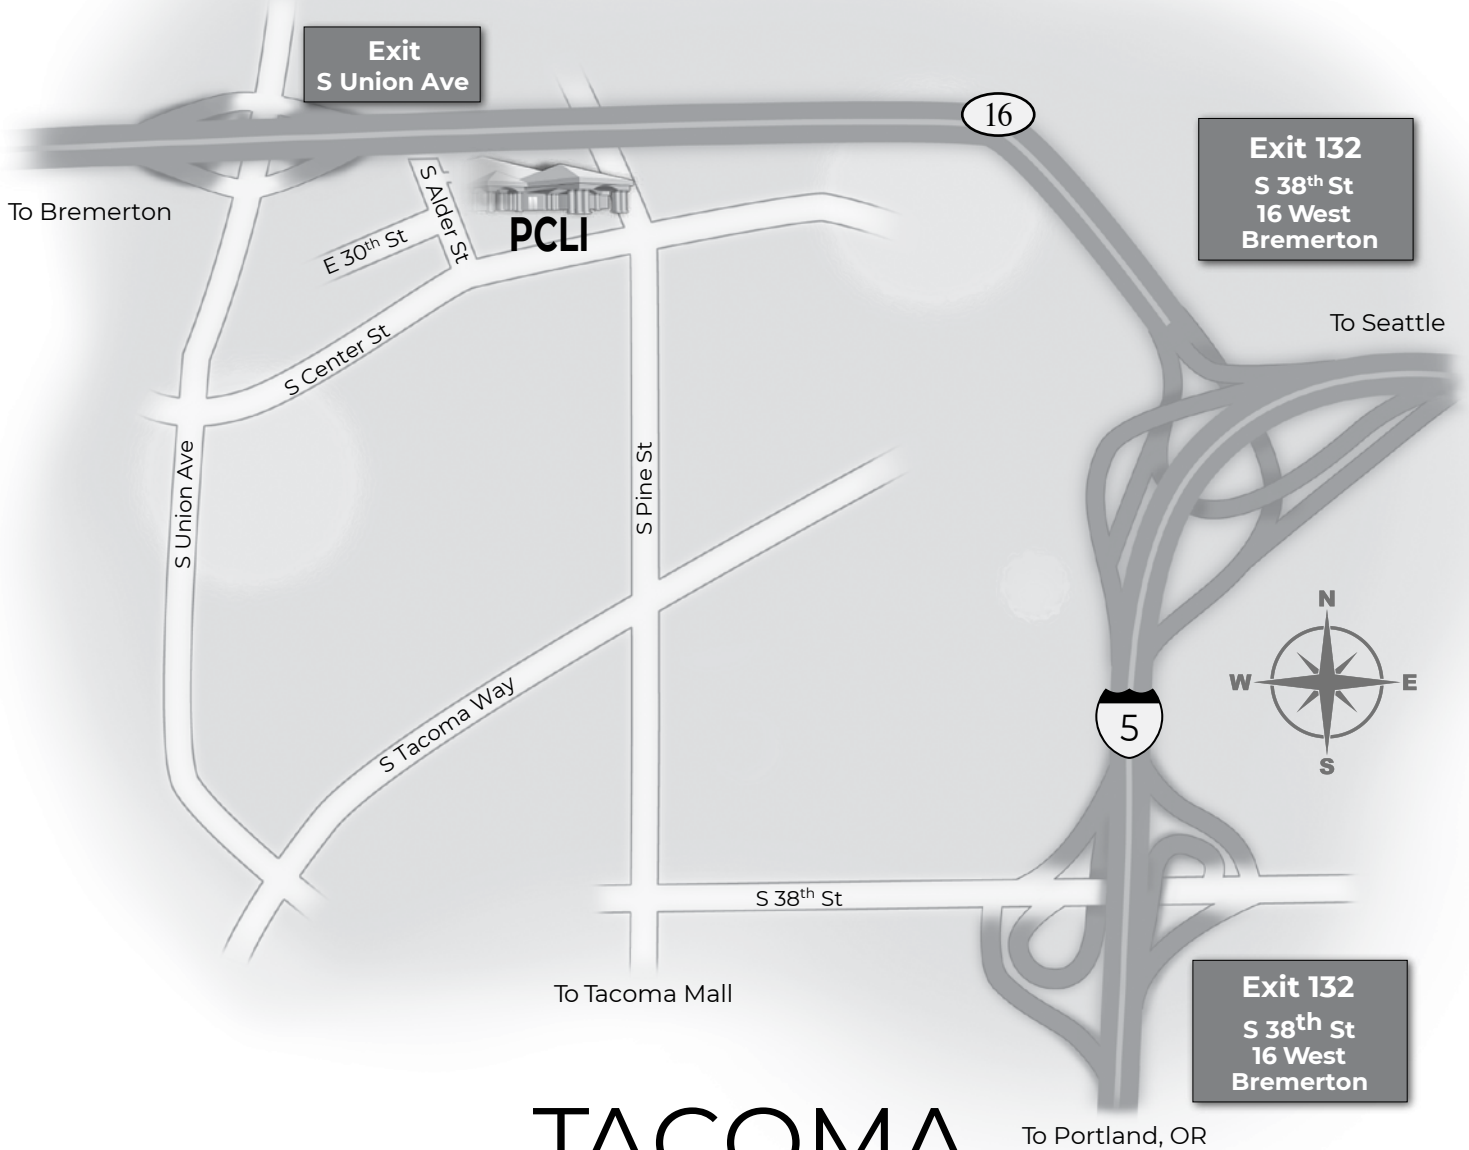 Exit
S Union Ave
16
Exit 132
S 38th St
16 West
Bremerton
To Bremerton
S Alder St
PCLI
E 30th St
To Seattle
S Center St
S Union Ave
S Pine St
N
W
E
S
S Tacoma Way
5
S 38th St
To Tacoma Mall
Exit 132
S 38th St
16 West
Bremerton
TACOMA
To Portland, OR